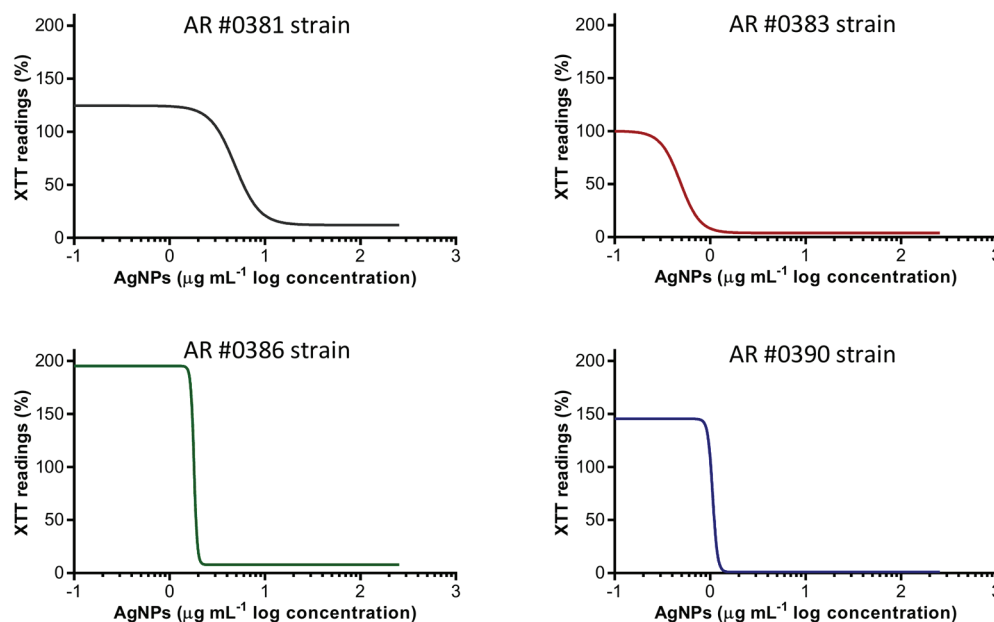 AR #0381 strain
200
150
100
50
0
XTT readings (%)
-1 0 1 2 3
AgNPs (µg mL⁻¹ log concentration)
AR #0383 strain
200
150
100
50
0
XTT readings (%)
-1 0 1 2 3
AgNPs (µg mL⁻¹ log concentration)
AR #0386 strain
200
150
100
50
0
XTT readings (%)
-1 0 1 2 3
AgNPs (µg mL⁻¹ log concentration)
AR #0390 strain
200
150
100
50
0
XTT readings (%)
-1 0 1 2 3
AgNPs (µg mL⁻¹ log concentration)